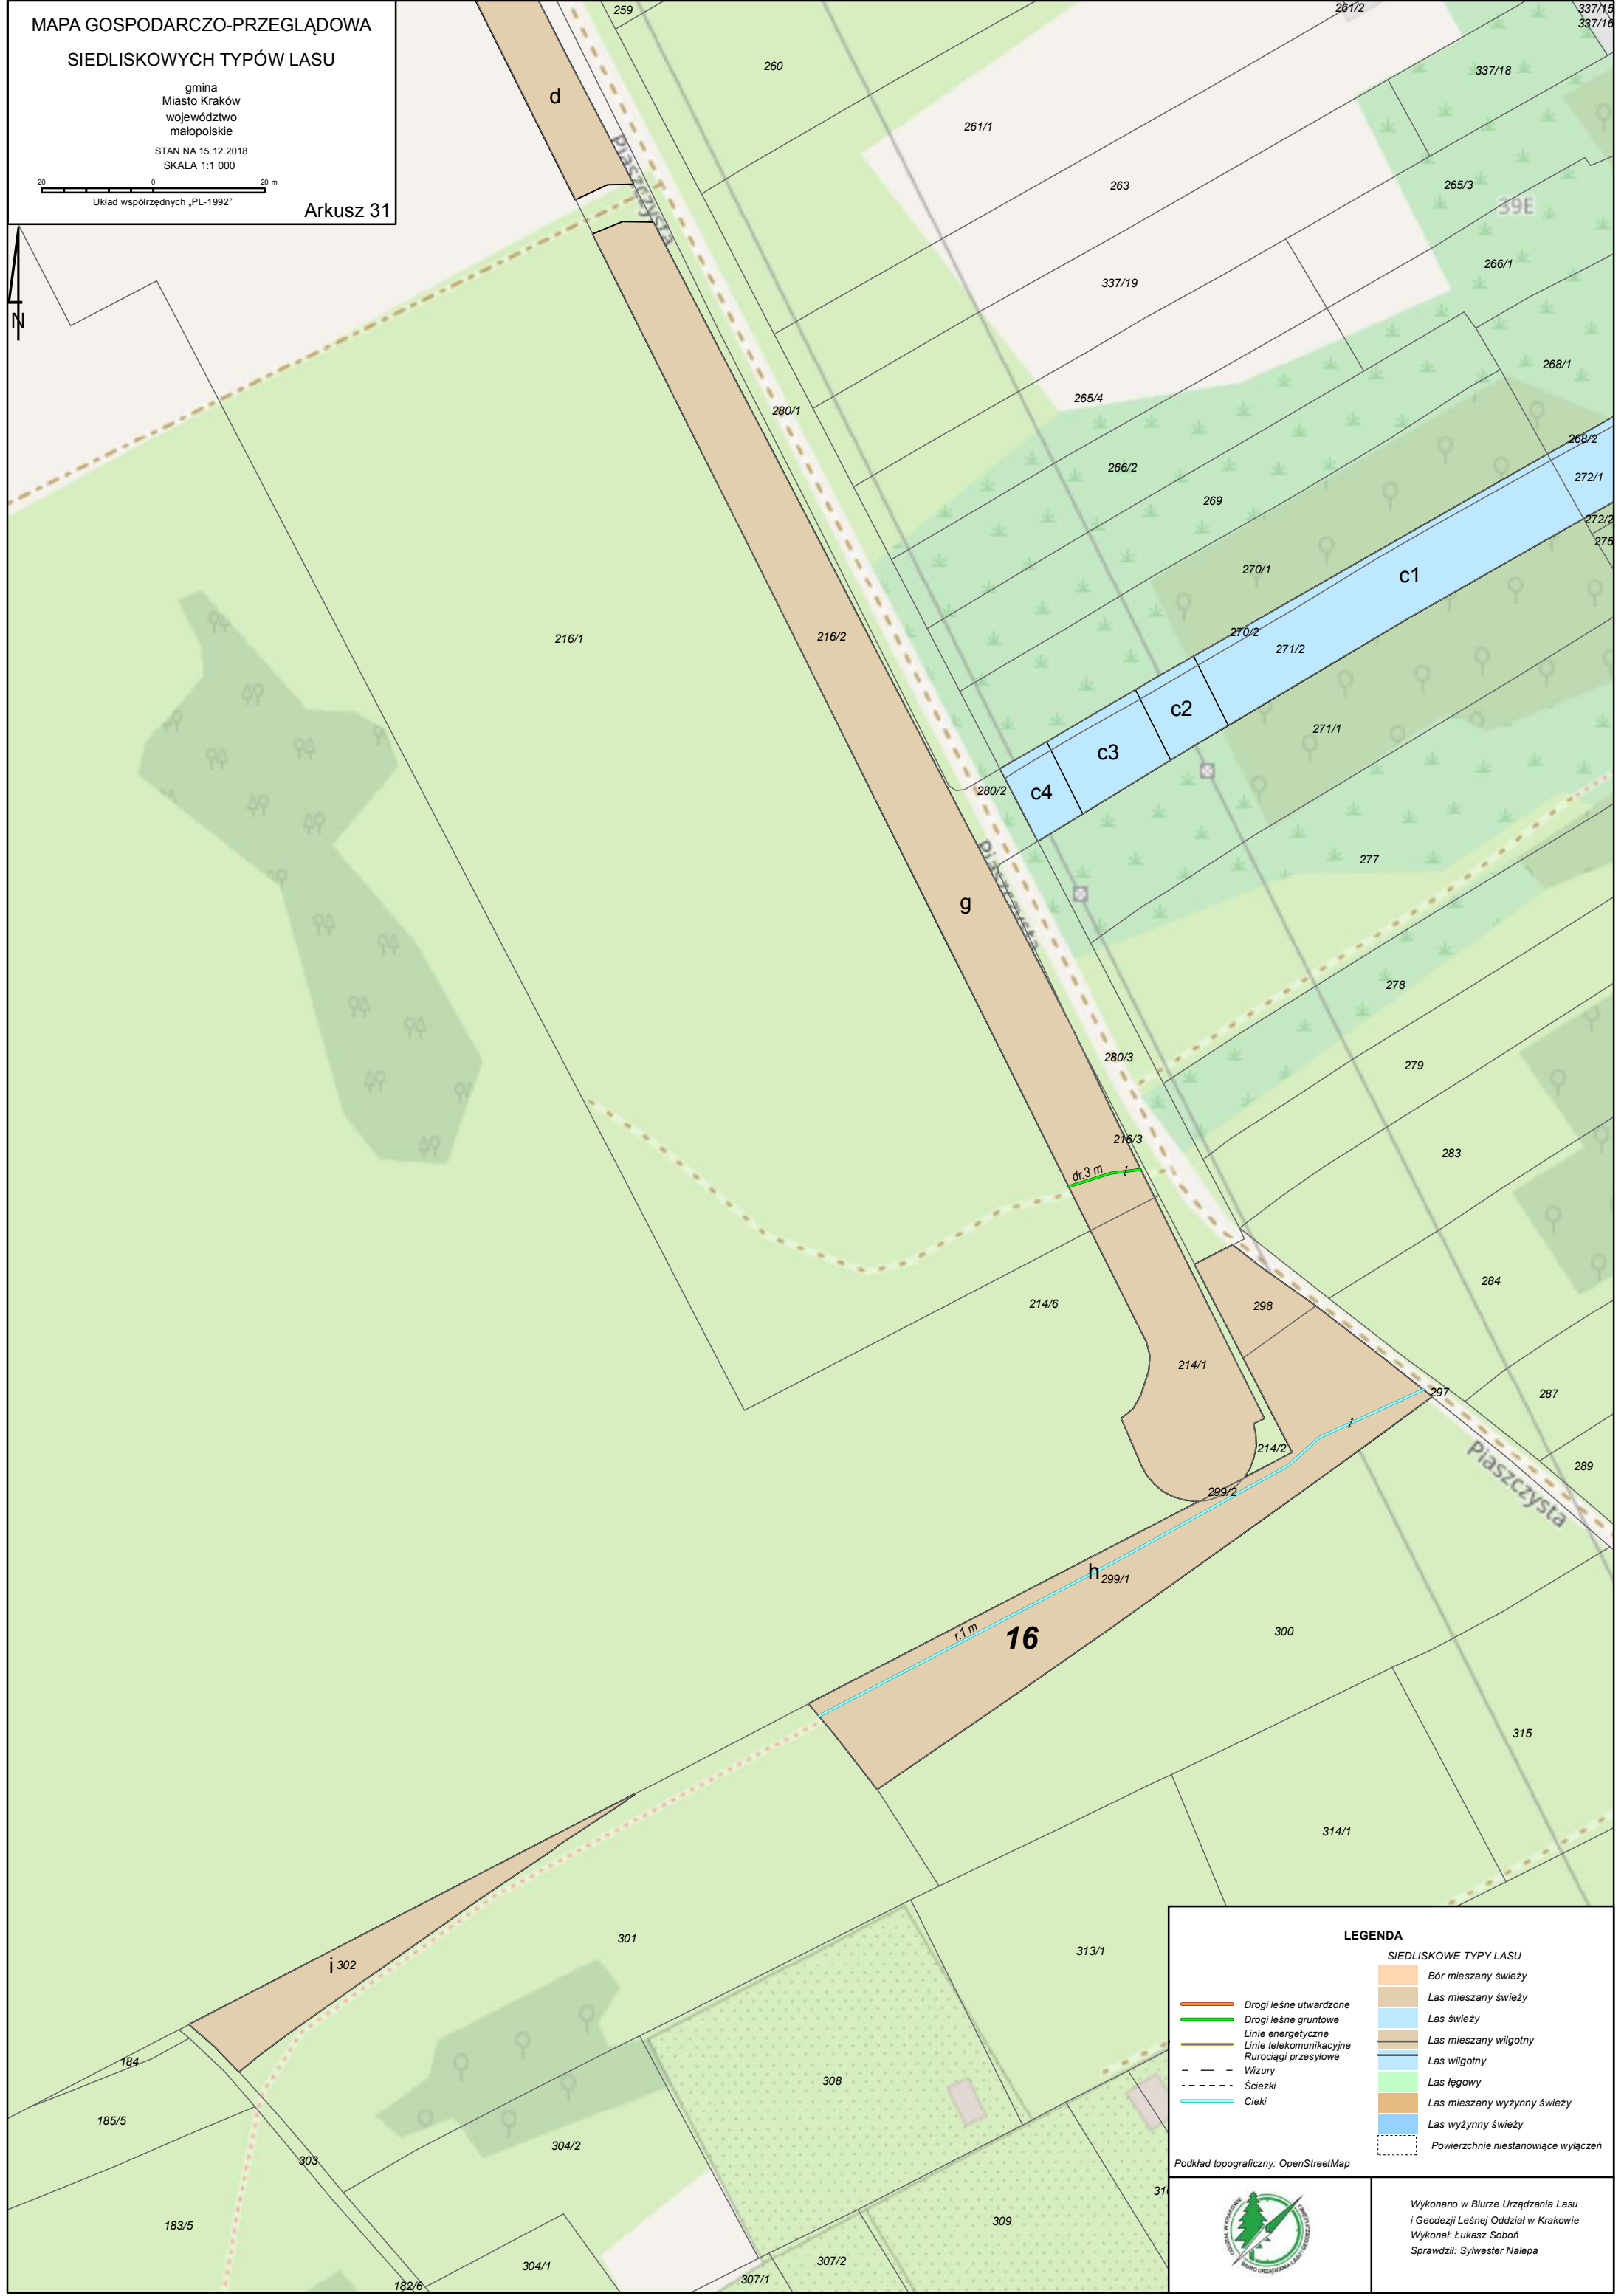 MAPA GOSPODARCZO-PRZEGLĄDOWA
SIEDLISKOWYCH TYPÓW LASU
gmina
Miasto Kraków
województwo
małopolskie
STAN NA 15.12.2018
SKALA 1:1 000
20 0 20 m
Układ współrzędnych „PL-1992”
Arkusz 31
N
259
261/2
337/15
337/16
260
337/18
d
261/1
Piaszczysta
263
265/3
39E
266/1
337/19
268/1
265/4
280/1
268/2
266/2
272/1
269
272/2
275
270/1
c1
216/1
216/2
270/2
271/2
c2
271/1
c3
280/2
c4
Piaszczysta
277
g
278
280/3
279
216/3
283
dr.3 m
284
214/6
298
214/1
297
287
214/2
Piaszczysta
289
299/2
h
299/1
r.1 m
16
300
315
314/1
301
313/1
i
302
184
308
185/5
304/2
303
183/5
309
304/1
307/2
307/1
182/6
LEGENDA
SIEDLISKOWE TYPY LASU
Bór mieszany świeży
Las mieszany świeży
Las świeży
Las mieszany wilgotny
Las wilgotny
Las łęgowy
Las mieszany wyżynny świeży
Las wyżynny świeży
Powierzchnie niestanowiące wyłączeń
Drogi leśne utwardzone
Drogi leśne gruntowe
Linie energetyczne
Linie telekomunikacyjne
Rurociągi przesyłowe
Wizury
Ścieżki
Cieki
Podkład topograficzny: OpenStreetMap
Wykonano w Biurze Urządzania Lasu
i Geodezji Leśnej Oddział w Krakowie
Wykonał: Łukasz Soboń
Sprawdził: Sylwester Nalepa
ODDZIAŁ W KRAKOWIE
BIURO URZĄDZANIA LASU I GEODEZJI LEŚNEJ